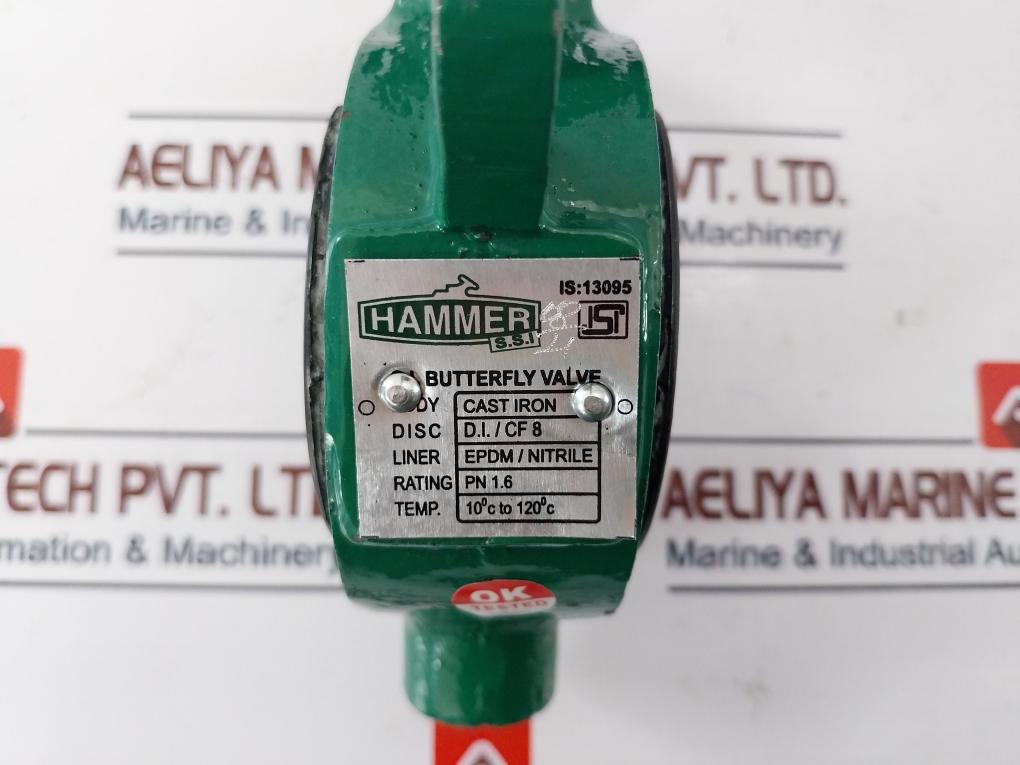 AELIYA M VT. LTD.
Marine & In Machinery
IS:13095
HAMMER
S.S.I
ISI
BUTTERFLY VALVE
CAST IRON
DISC D.I. / CF 8
LINER EPDM / NITRILE
RATING PN 1.6
TEMP. 10⁰c to 120⁰c
TECH PVT. LT AELIYA MARINE
mation & Machinery Marine & Industrial Au
OK
TESTED